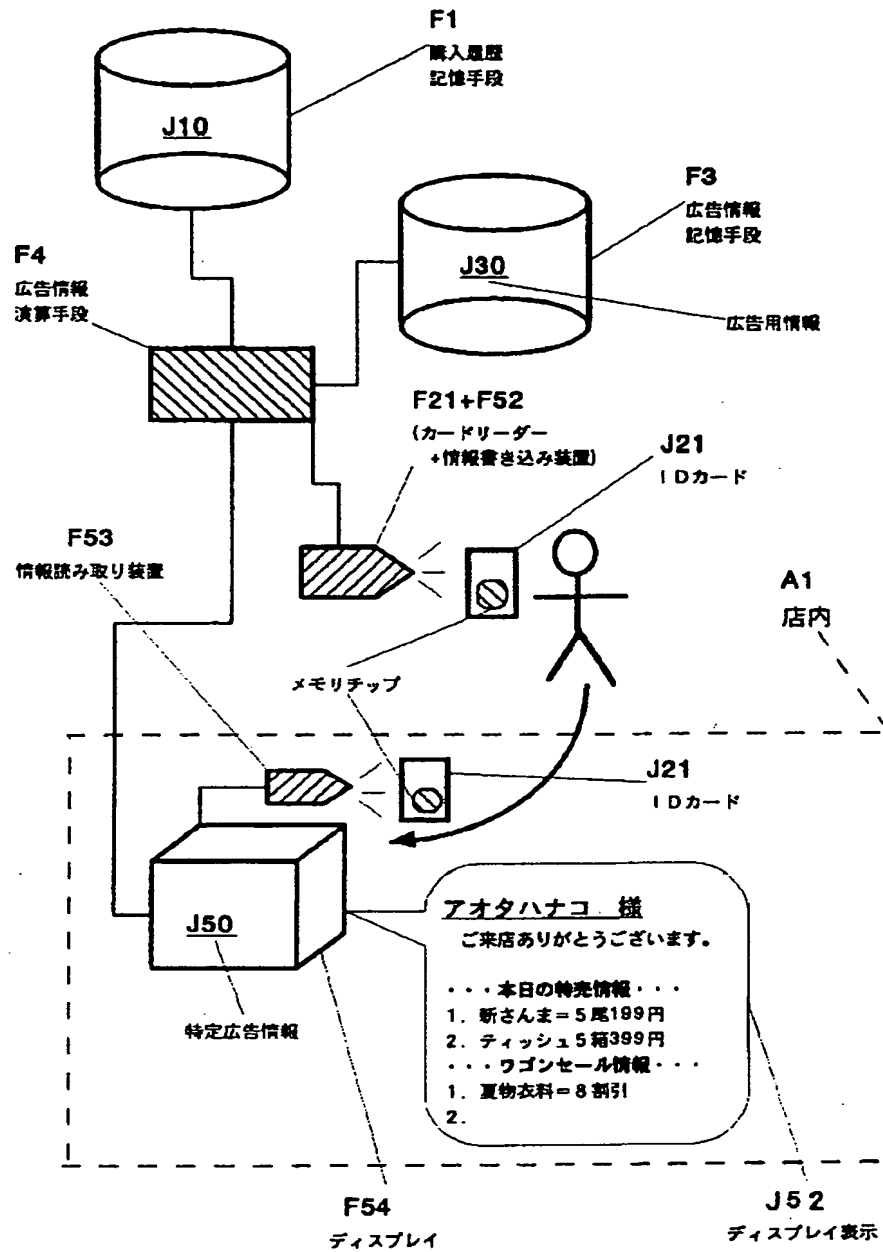 F1
購入履歴
記憶手段
J10
F3
広告情報
記憶手段
J30
広告用情報
F4
広告情報
演算手段
F21+F52
(カードリーダー
+情報書き込み装置)
J21
IDカード
F53
情報読み取り装置
A1
店内
メモリチップ
J21
IDカード
J50
特定広告情報
アオタハナコ 様
ご来店ありがとうございます。
・・・本日の特売情報・・・
1. 新さんま=5尾199円
2. ティッシュ5箱399円
・・・ワゴンセール情報・・・
1. 夏物衣料=8割引
2.
F54
ディスプレイ
J52
ディスプレイ表示